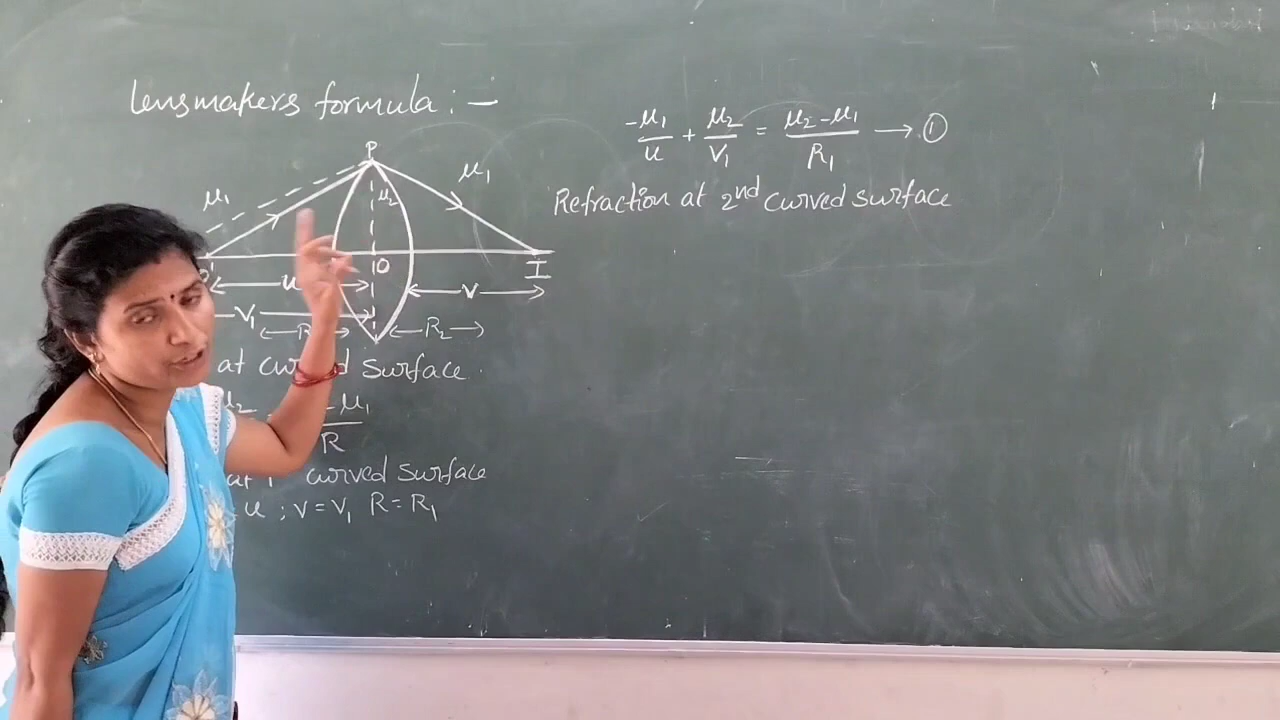 Lensmakers formula : -
P
μ1
μ2
μ1
O
I
u
V
V1
R
R2
at curved surface.
μ2 - μ1
R
at 1 curved surface
u ; v = v1 R = R1
-μ1/u + μ2/V1 = μ2-μ1/R1 → ①
Refraction at 2nd curved surface